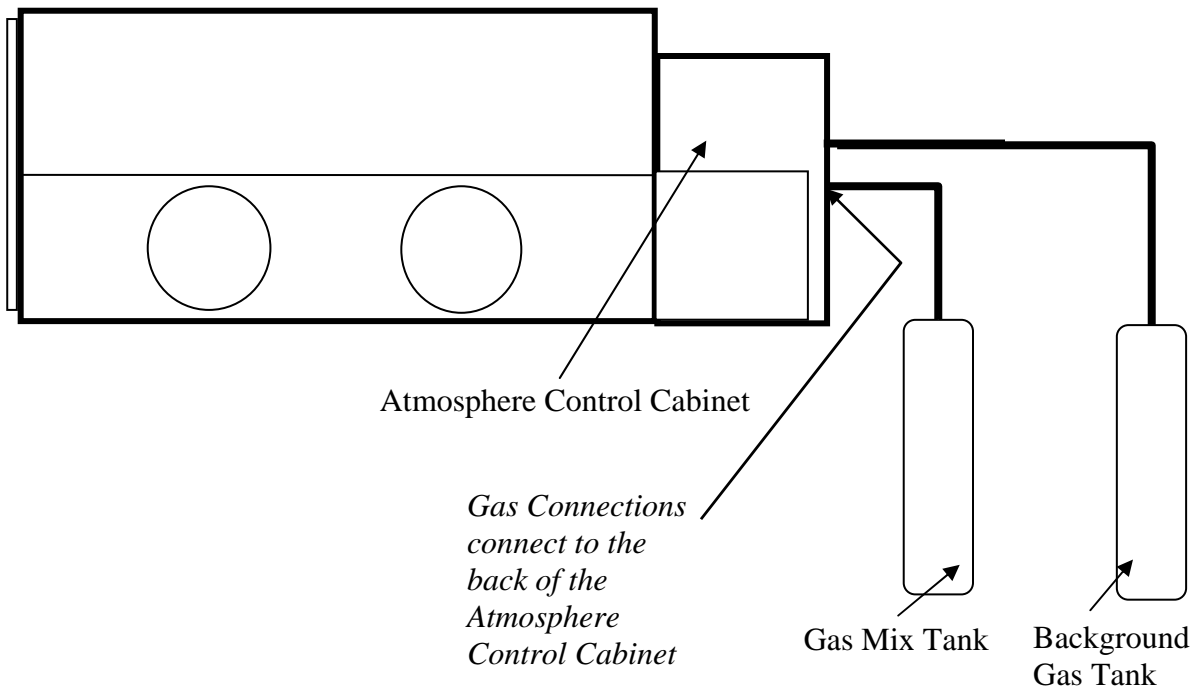 Atmosphere Control Cabinet
Gas Connections
connect to the
back of the
Atmosphere
Control Cabinet
Gas Mix Tank
Background
Gas Tank